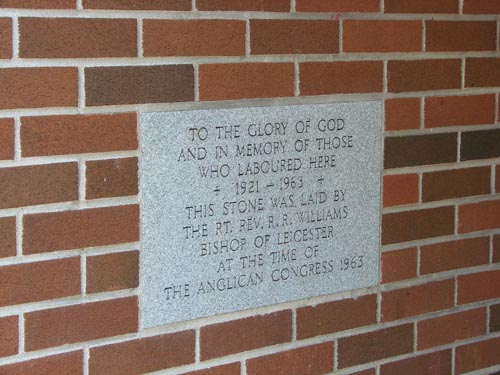 TO THE GLORY OF GOD
AND IN MEMORY OF THOSE
WHO LABOURED HERE
+ 1921 - 1963 +
THIS STONE WAS LAID BY
THE RT. REV. R. R. WILLIAMS
BISHOP OF LEICESTER
AT THE TIME OF
THE ANGLICAN CONGRESS 1963